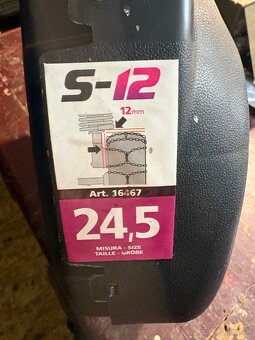 S-12
12mm
Art. 16467
24,5
MISURA - SIZE
TAILLE - GRÖBE